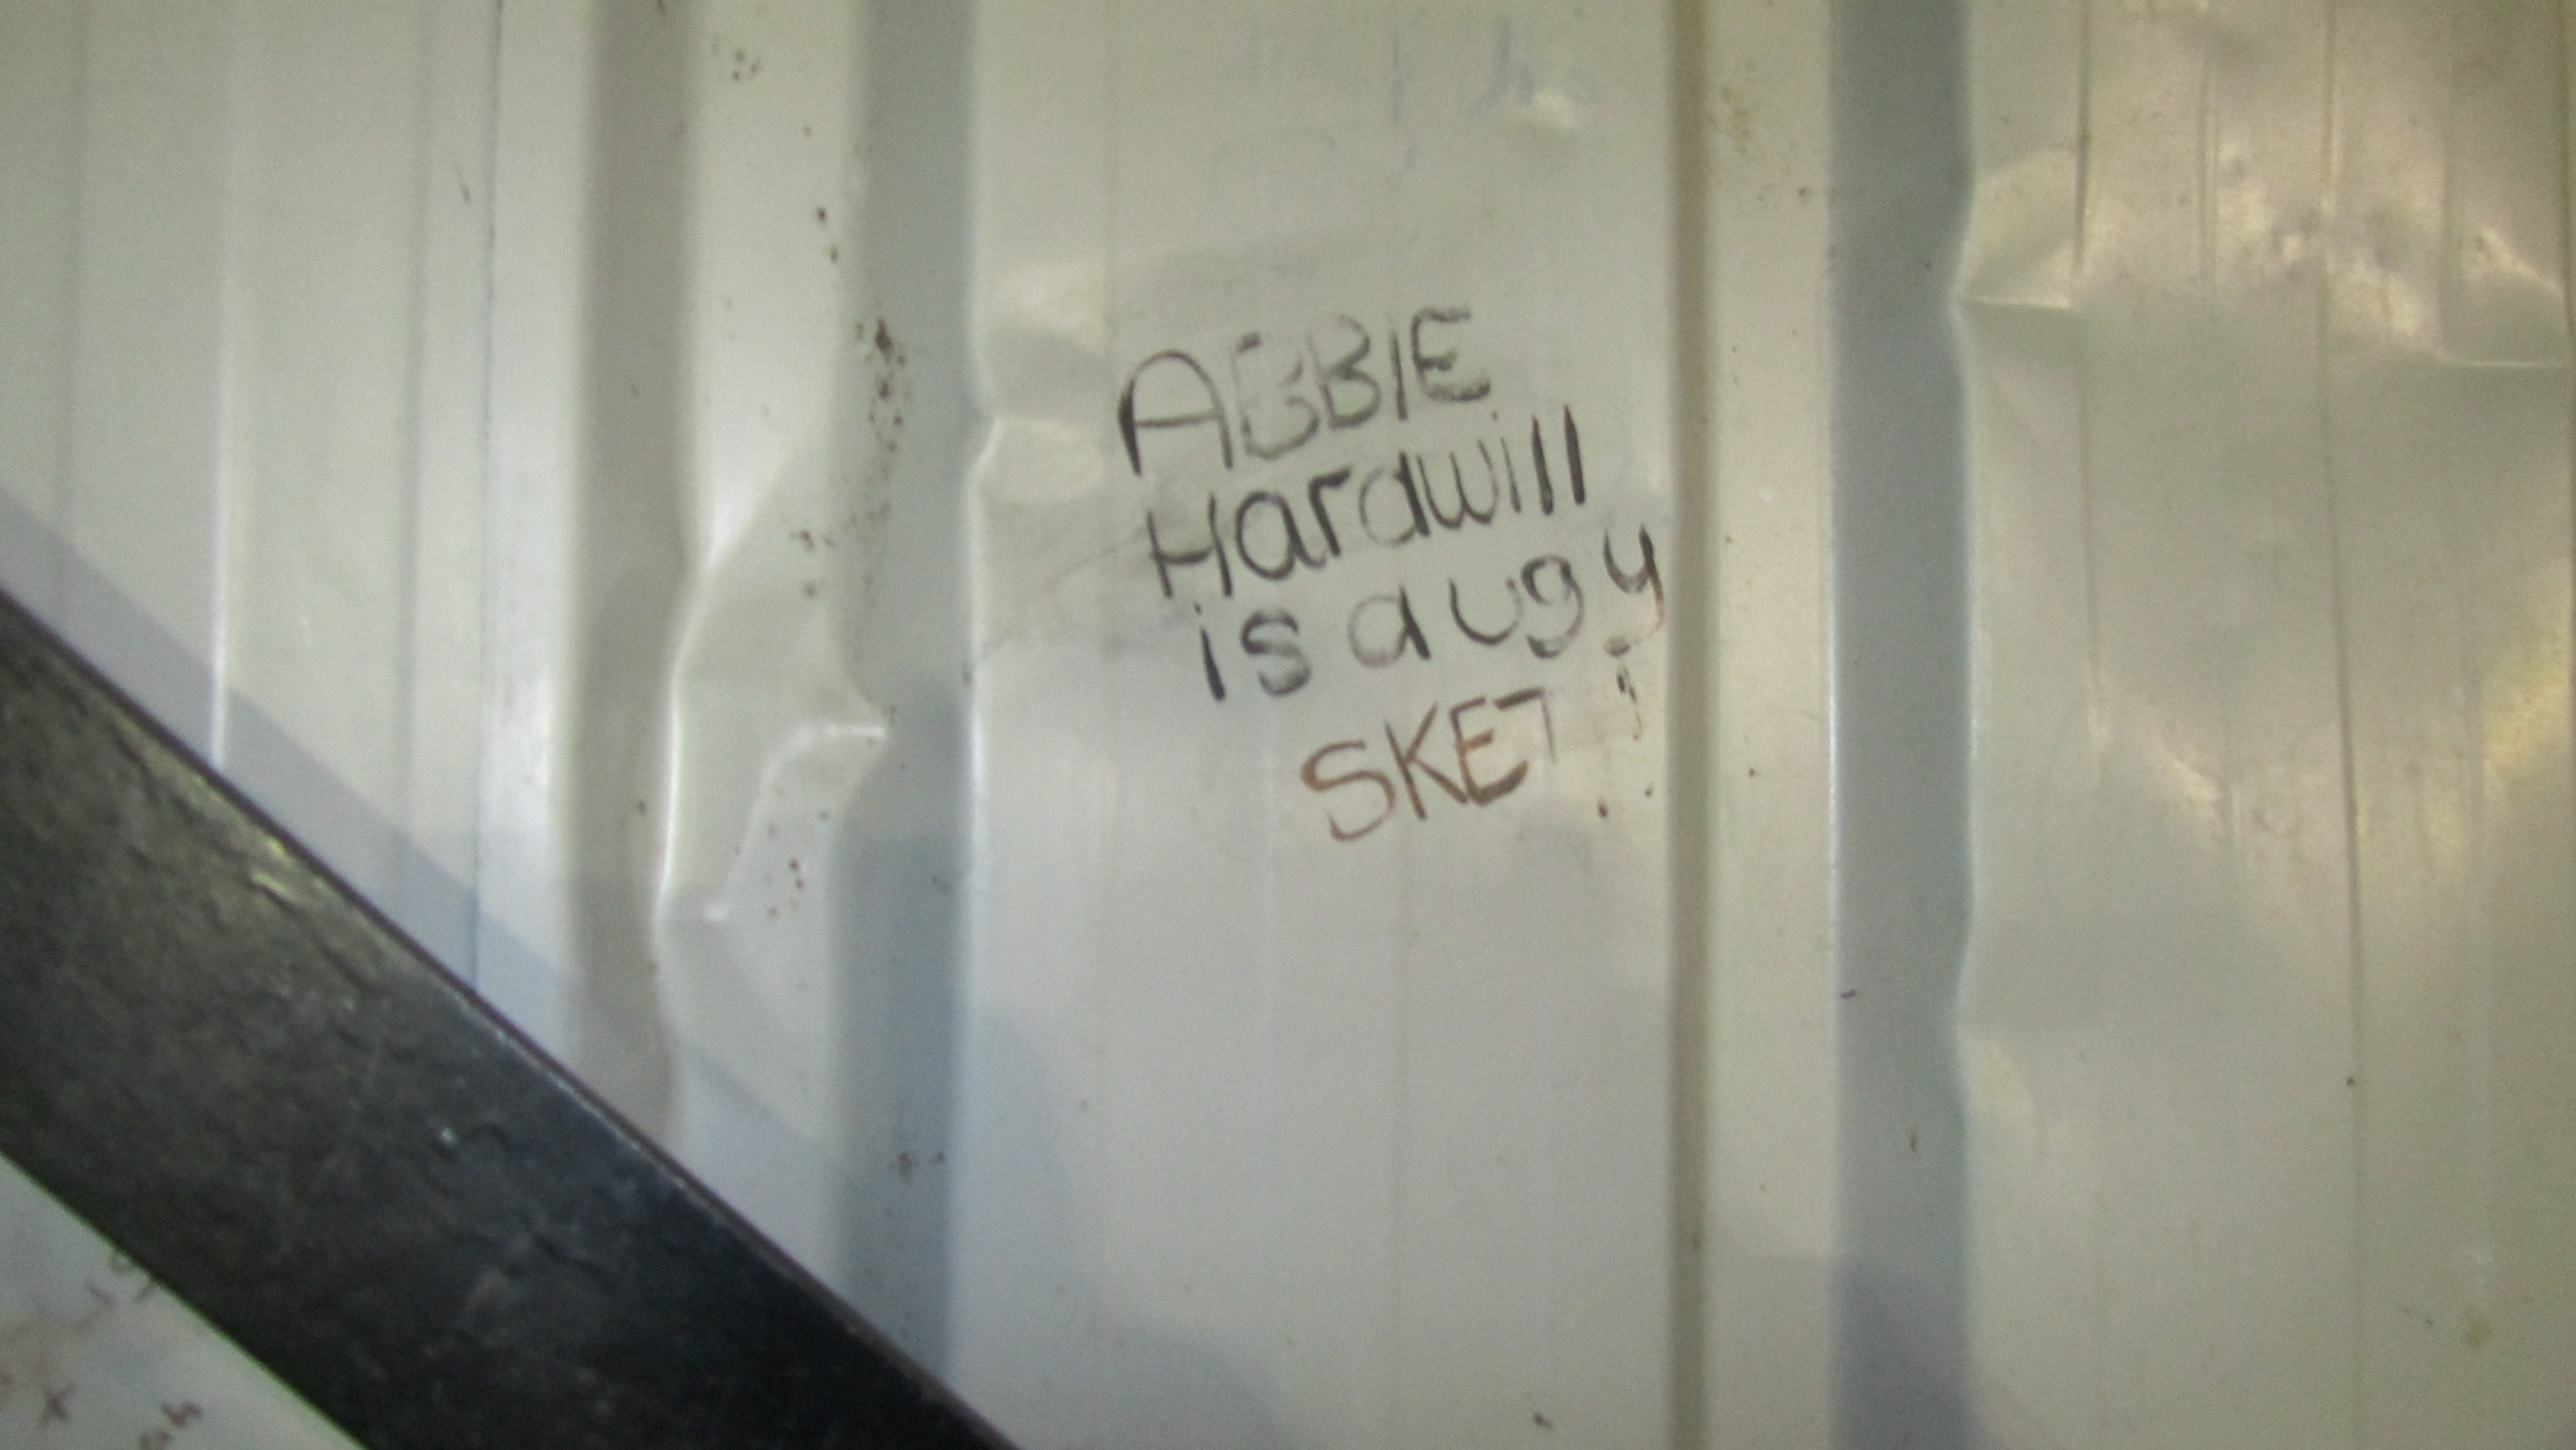 ABBIE
Hardwill
is a ugy
SKET!